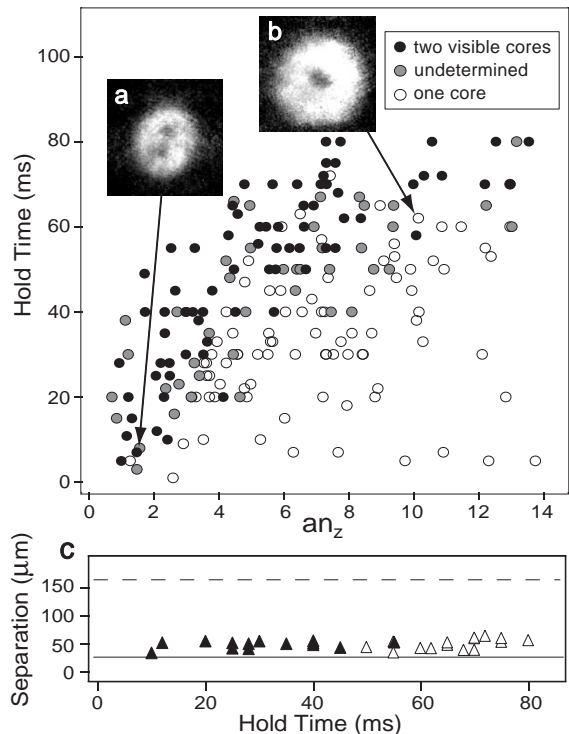 100
80
60
40
20
0
Hold Time (ms)
a
b
two visible cores
undetermined
one core
0 2 4 6 8 10 12 14
an_z
c
Separation (μm)
150
100
50
0
0 20 40 60 80
Hold Time (ms)